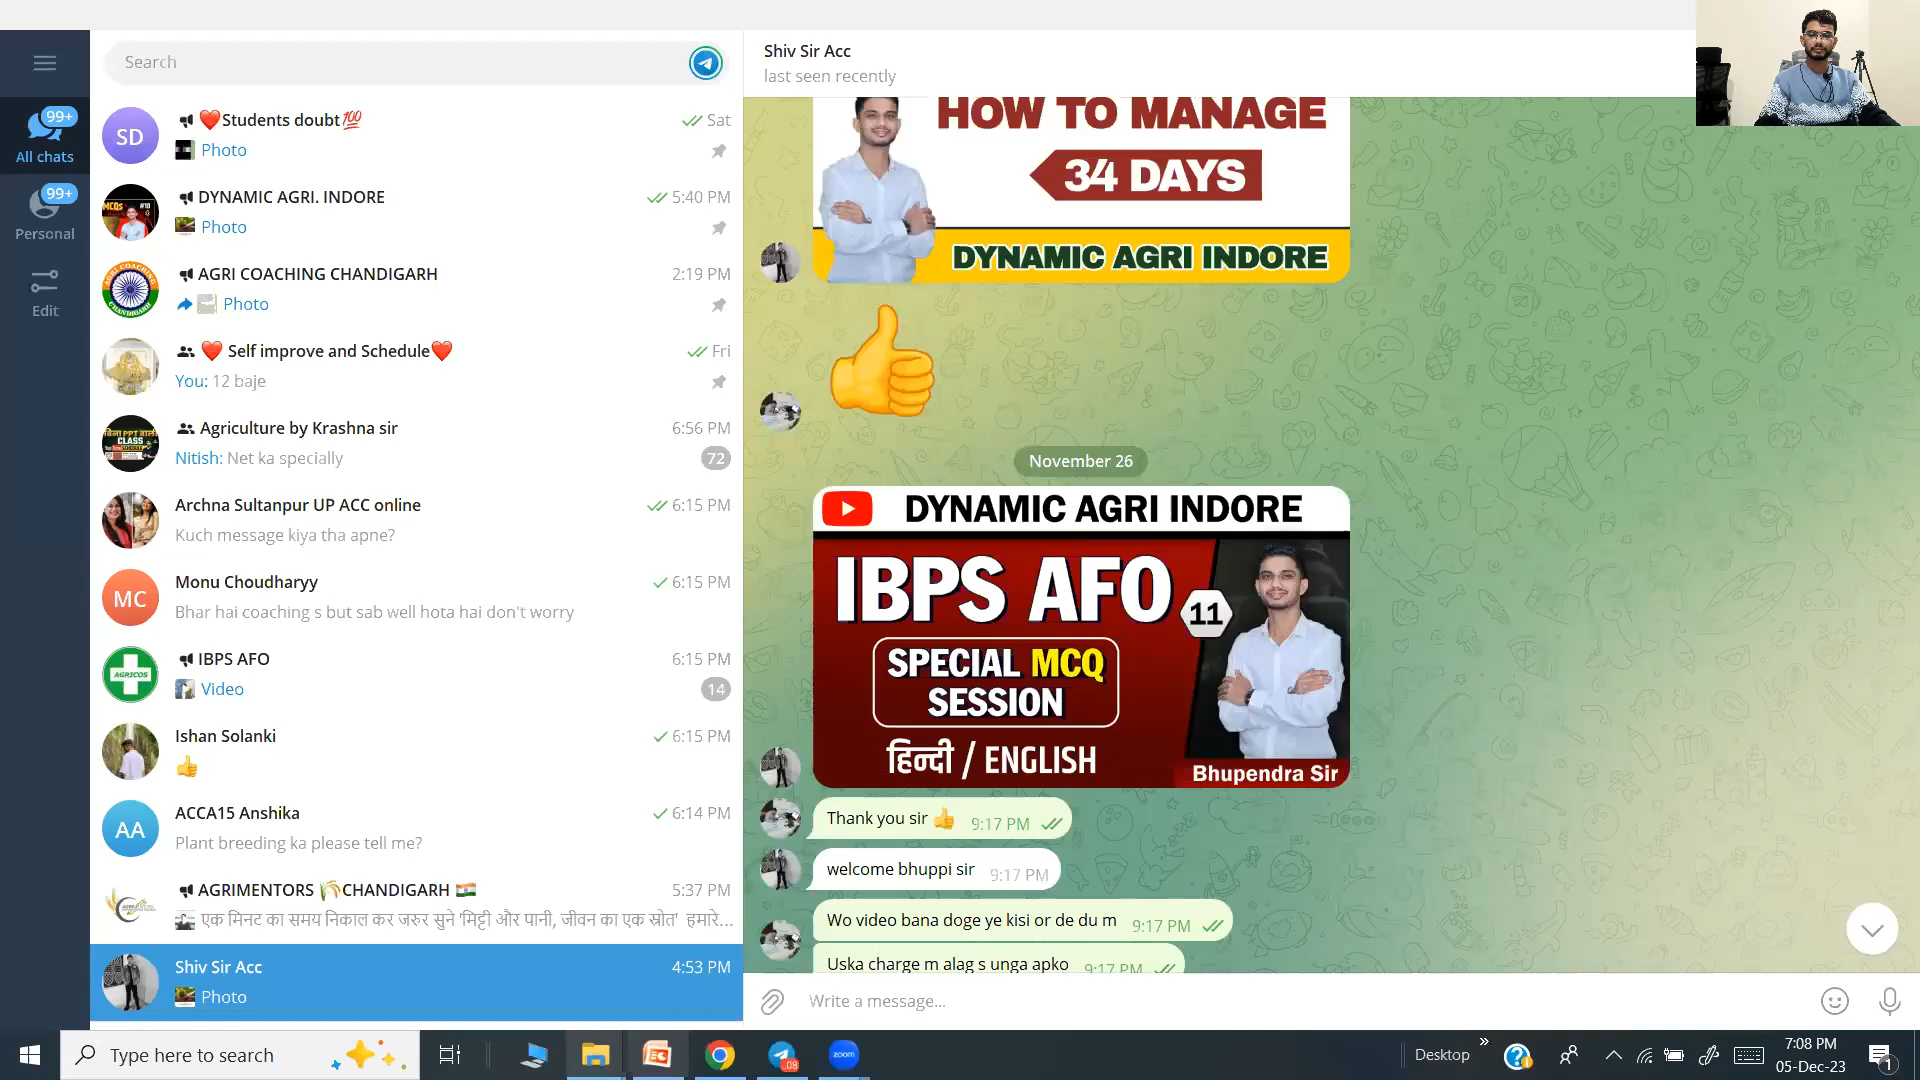 Search
Shiv Sir Acc
last seen recently
99+
All chats
99+
Personal
Edit
SD
Students doubt💯
Sat
Photo
DYNAMIC AGRI. INDORE
5:40 PM
Photo
AGRI COACHING CHANDIGARH
2:19 PM
Photo
Self improve and Schedule
Fri
You: 12 baje
Agriculture by Krashna sir
6:56 PM
Nitish: Net ka specially
72
Archna Sultanpur UP ACC online
6:15 PM
Kuch message kiya tha apne?
MC
Monu Choudharyy
6:15 PM
Bhar hai coaching s but sab well hota hai don't worry
AGRICOS
IBPS AFO
6:15 PM
Video
14
Ishan Solanki
6:15 PM
AA
ACCA15 Anshika
6:14 PM
Plant breeding ka please tell me?
AGRIMENTORS CHANDIGARH
5:37 PM
एक मिनट का समय निकाल कर जरुर सुने 'मिट्टी और पानी, जीवन का एक स्रोत' हमारे...
Shiv Sir Acc
4:53 PM
Photo
HOW TO MANAGE
34 DAYS
DYNAMIC AGRI INDORE
November 26
DYNAMIC AGRI INDORE
IBPS AFO
11
SPECIAL MCQ
SESSION
हिन्दी / ENGLISH
Bhupendra Sir
Thank you sir 9:17 PM
welcome bhuppi sir 9:17 PM
Wo video bana doge ye kisi or de du m 9:17 PM
Uska charge m alag s unga apko 9:17 PM
Write a message...
Type here to search
zoom
Desktop
7:08 PM
05-Dec-23
1